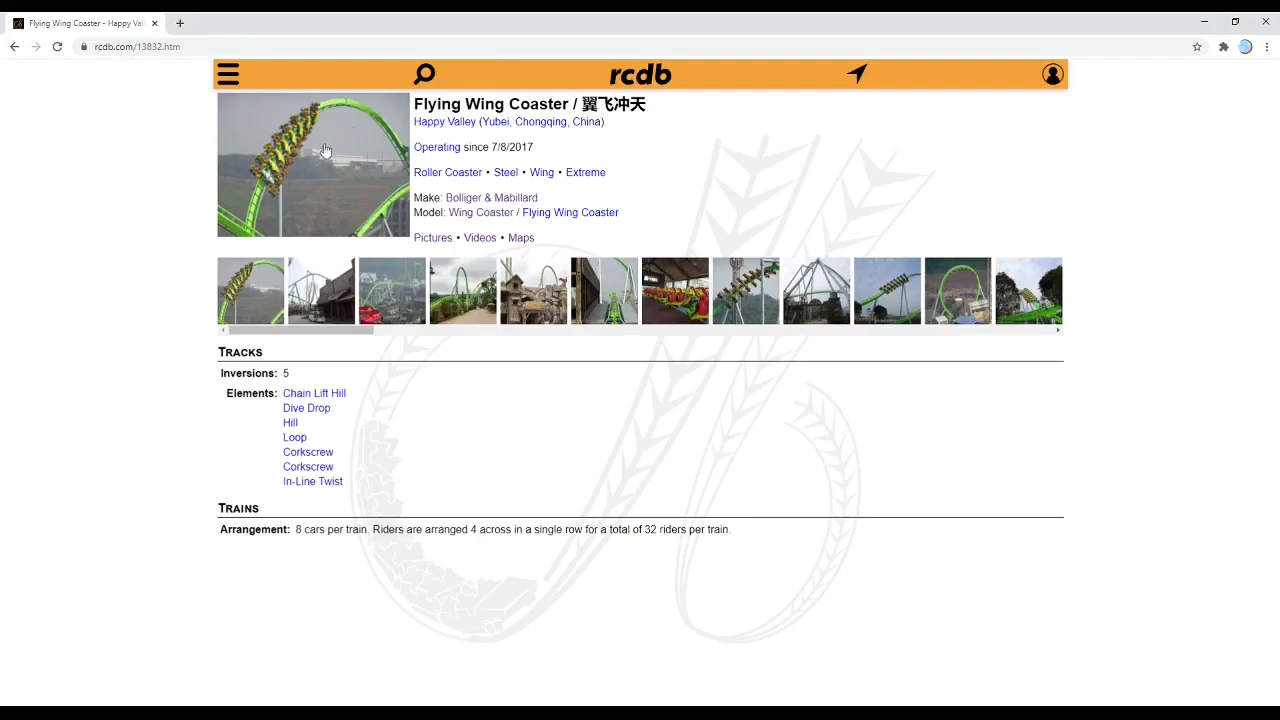 Flying Wing Coaster - Happy Vall
rcdb.com/13832.htm
rcdb
Flying Wing Coaster / 翼飞冲天
Happy Valley (Yubei, Chongqing, China)
Operating since 7/8/2017
Roller Coaster • Steel • Wing • Extreme
Make: Bolliger & Mabillard
Model: Wing Coaster / Flying Wing Coaster
Pictures • Videos • Maps
Tracks
Inversions: 5
Elements: Chain Lift Hill
Dive Drop
Hill
Loop
Corkscrew
Corkscrew
In-Line Twist
Trains
Arrangement: 8 cars per train. Riders are arranged 4 across in a single row for a total of 32 riders per train.